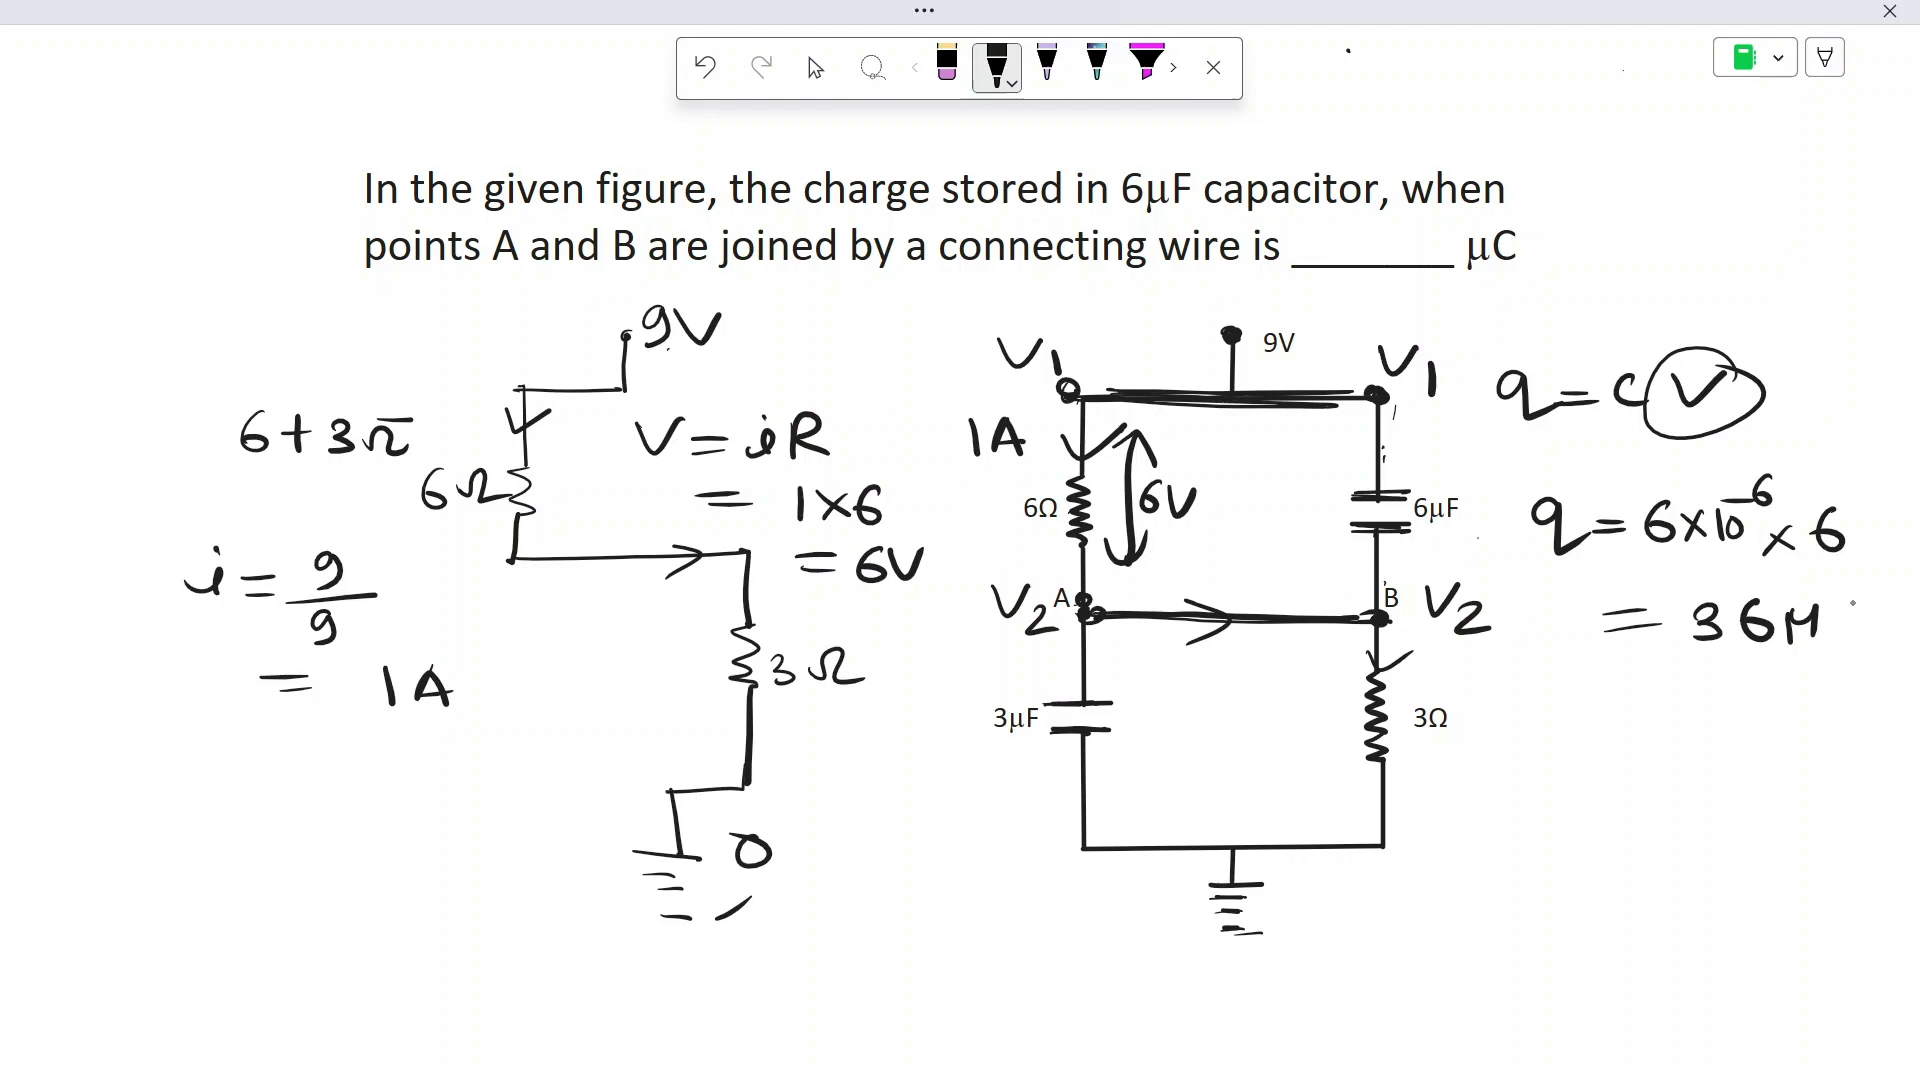 In the given figure, the charge stored in 6μF capacitor, when
points A and B are joined by a connecting wire is ________ μC
9V
6+3Ω
6Ω
V = iR
= 1×6
= 6V
i = 9/9
= 1A
3Ω
0
V1
9V
V1
1A
6Ω
6V
6μF
V2 A
B V2
3μF
3Ω
q = CV
q = 6×10^-6 × 6
= 36μ